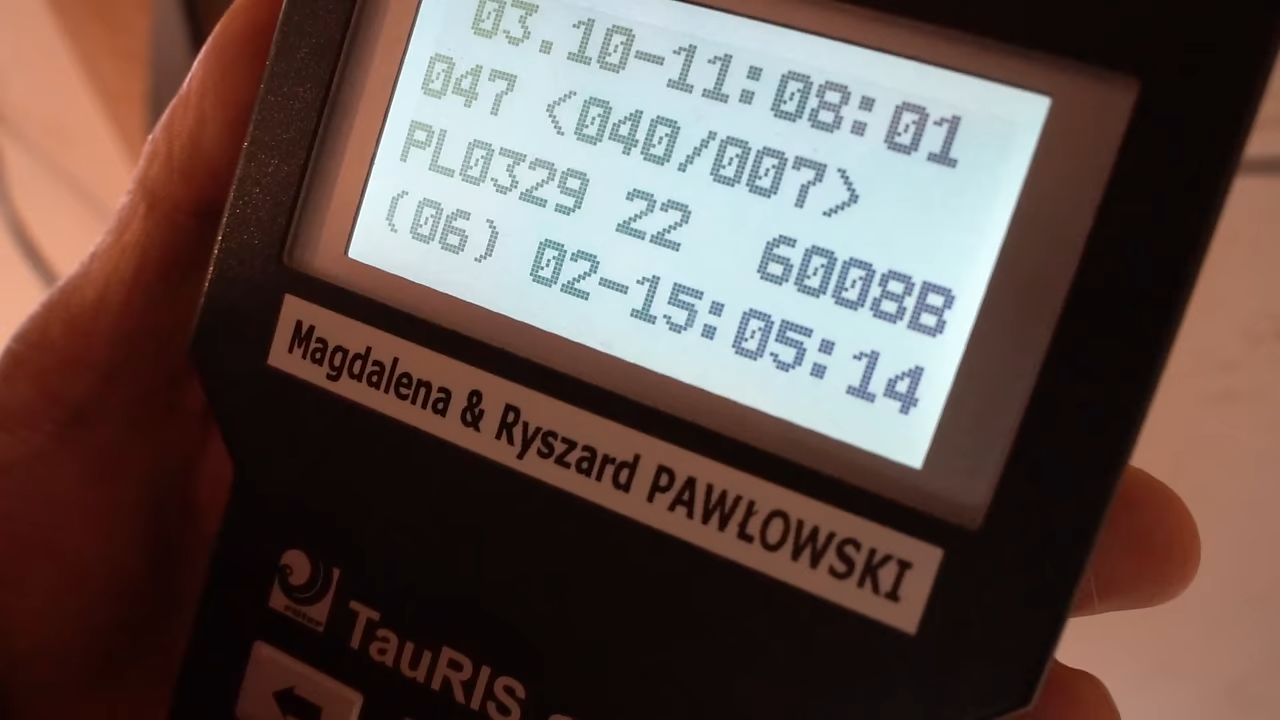 03.10-11:08:01
047 <040/007>
PL0329 22 6008B
(06) 02-15:05:14
Magdalena & Ryszard PAWŁOWSKI
TauRIS